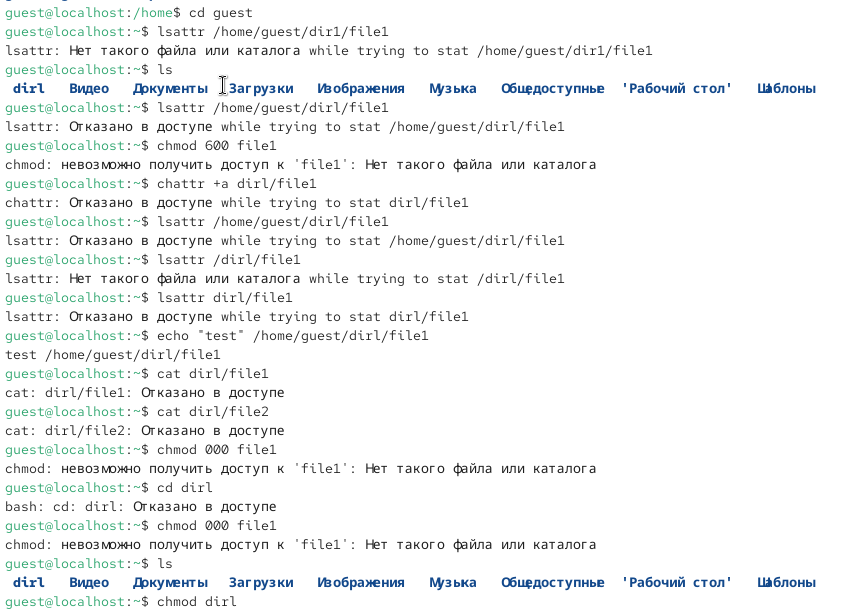 guest@localhost:/home$ cd guest
guest@localhost:~$ lsattr /home/guest/dir1/file1
lsattr: Нет такого файла или каталога while trying to stat /home/guest/dir1/file1
guest@localhost:~$ ls
dirl Видео Документы Загрузки Изображения Музыка Общедоступные 'Рабочий стол' Шаблоны
guest@localhost:~$ lsattr /home/guest/dirl/file1
lsattr: Отказано в доступе while trying to stat /home/guest/dirl/file1
guest@localhost:~$ chmod 600 file1
chmod: невозможно получить доступ к 'file1': Нет такого файла или каталога
guest@localhost:~$ chattr +a dirl/file1
chattr: Отказано в доступе while trying to stat dirl/file1
guest@localhost:~$ lsattr /home/guest/dirl/file1
lsattr: Отказано в доступе while trying to stat /home/guest/dirl/file1
guest@localhost:~$ lsattr /dirl/file1
lsattr: Нет такого файла или каталога while trying to stat /dirl/file1
guest@localhost:~$ lsattr dirl/file1
lsattr: Отказано в доступе while trying to stat dirl/file1
guest@localhost:~$ echo "test" /home/guest/dirl/file1
test /home/guest/dirl/file1
guest@localhost:~$ cat dirl/file1
cat: dirl/file1: Отказано в доступе
guest@localhost:~$ cat dirl/file2
cat: dirl/file2: Отказано в доступе
guest@localhost:~$ chmod 000 file1
chmod: невозможно получить доступ к 'file1': Нет такого файла или каталога
guest@localhost:~$ cd dirl
bash: cd: dirl: Отказано в доступе
guest@localhost:~$ chmod 000 file1
chmod: невозможно получить доступ к 'file1': Нет такого файла или каталога
guest@localhost:~$ ls
dirl Видео Документы Загрузки Изображения Музыка Общедоступные 'Рабочий стол' Шаблоны
guest@localhost:~$ chmod dirl